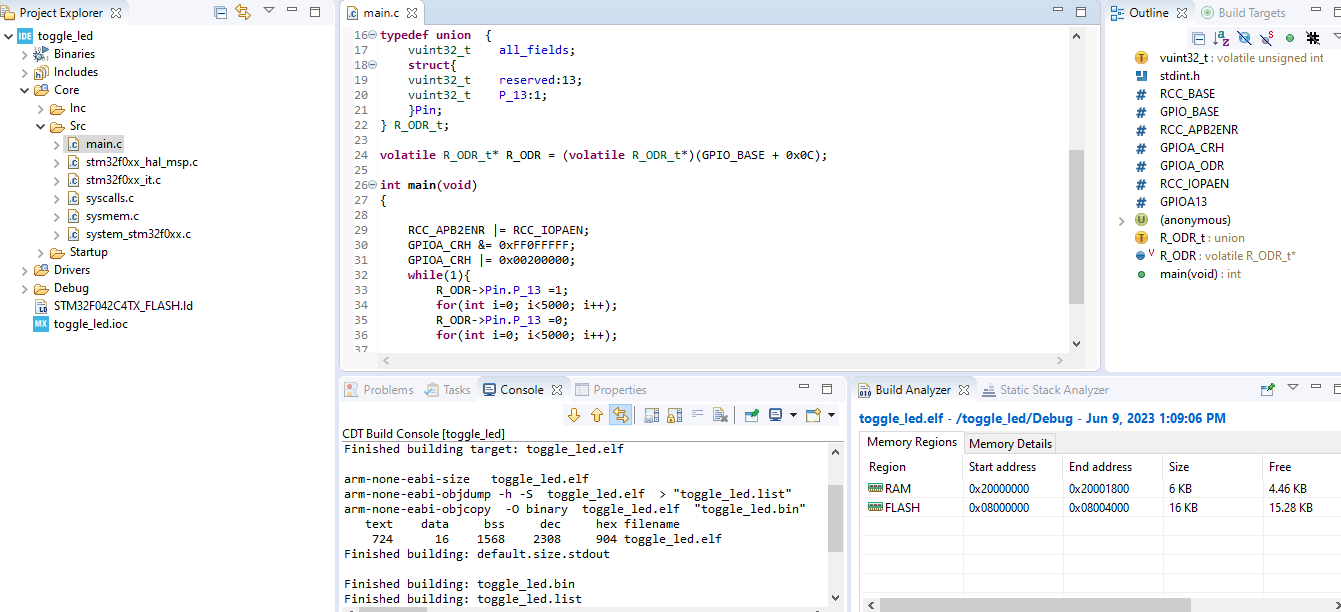 Project Explorer
toggle_led
Binaries
Includes
Core
Inc
Src
main.c
stm32f0xx_hal_msp.c
stm32f0xx_it.c
syscalls.c
sysmem.c
system_stm32f0xx.c
Startup
Drivers
Debug
STM32F042C4TX_FLASH.ld
toggle_led.ioc
main.c
16 typedef union {
17 vuint32_t all_fields;
18 struct{
19 vuint32_t reserved:13;
20 vuint32_t P_13:1;
21 }Pin;
22 } R_ODR_t;
23
24 volatile R_ODR_t* R_ODR = (volatile R_ODR_t*)(GPIO_BASE + 0x0C);
25
26 int main(void)
27 {
28
29 RCC_APB2ENR |= RCC_IOPAEN;
30 GPIOA_CRH &= 0xFF0FFFFF;
31 GPIOA_CRH |= 0x00200000;
32 while(1){
33 R_ODR->Pin.P_13 =1;
34 for(int i=0; i<5000; i++);
35 R_ODR->Pin.P_13 =0;
36 for(int i=0; i<5000; i++);
37
Outline Build Targets
vuint32_t : volatile unsigned int
stdint.h
RCC_BASE
GPIO_BASE
RCC_APB2ENR
GPIOA_CRH
GPIOA_ODR
RCC_IOPAEN
GPIOA13
(anonymous)
R_ODR_t : union
R_ODR : volatile R_ODR_t*
main(void) : int
Problems Tasks Console Properties
CDT Build Console [toggle_led]
Finished building target: toggle_led.elf

arm-none-eabi-size toggle_led.elf
arm-none-eabi-objdump -h -S toggle_led.elf > "toggle_led.list"
arm-none-eabi-objcopy -O binary toggle_led.elf "toggle_led.bin"
text data bss dec hex filename
724 16 1568 2308 904 toggle_led.elf
Finished building: default.size.stdout

Finished building: toggle_led.bin
Finished building: toggle_led.list
Build Analyzer Static Stack Analyzer
toggle_led.elf - /toggle_led/Debug - Jun 9, 2023 1:09:06 PM
Memory Regions Memory Details
Region Start address End address Size Free
RAM 0x20000000 0x20001800 6 KB 4.46 KB
FLASH 0x08000000 0x08004000 16 KB 15.28 KB